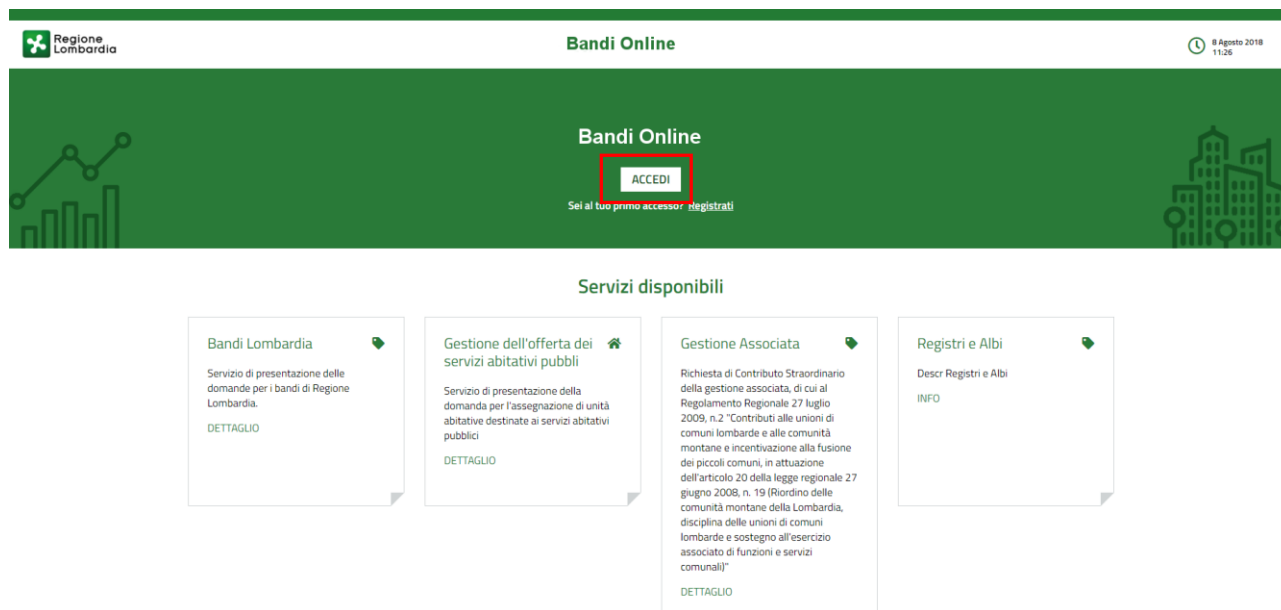 Regione
Lombardia
Bandi Online
8 Agosto 2018
11:26
Bandi Online
ACCEDI
Sei al tuo primo accesso? Registrati
Servizi disponibili
Bandi Lombardia
Servizio di presentazione delle
domande per i bandi di Regione
Lombardia.
DETTAGLIO
Gestione dell'offerta dei
servizi abitativi pubbli
Servizio di presentazione della
domanda per l'assegnazione di unità
abitative destinate ai servizi abitativi
pubblici
DETTAGLIO
Gestione Associata
Richiesta di Contributo Straordinario
della gestione associata, di cui al
Regolamento Regionale 27 luglio
2009, n.2 "Contributi alle unioni di
comuni lombarde e alle comunità
montane e incentivazione alla fusione
dei piccoli comuni, in attuazione
dell'articolo 20 della legge regionale 27
giugno 2008, n. 19 (Riordino delle
comunità montane della Lombardia,
disciplina delle unioni di comuni
lombarde e sostegno all'esercizio
associato di funzioni e servizi
comunali)"
DETTAGLIO
Registri e Albi
Descr Registri e Albi
INFO